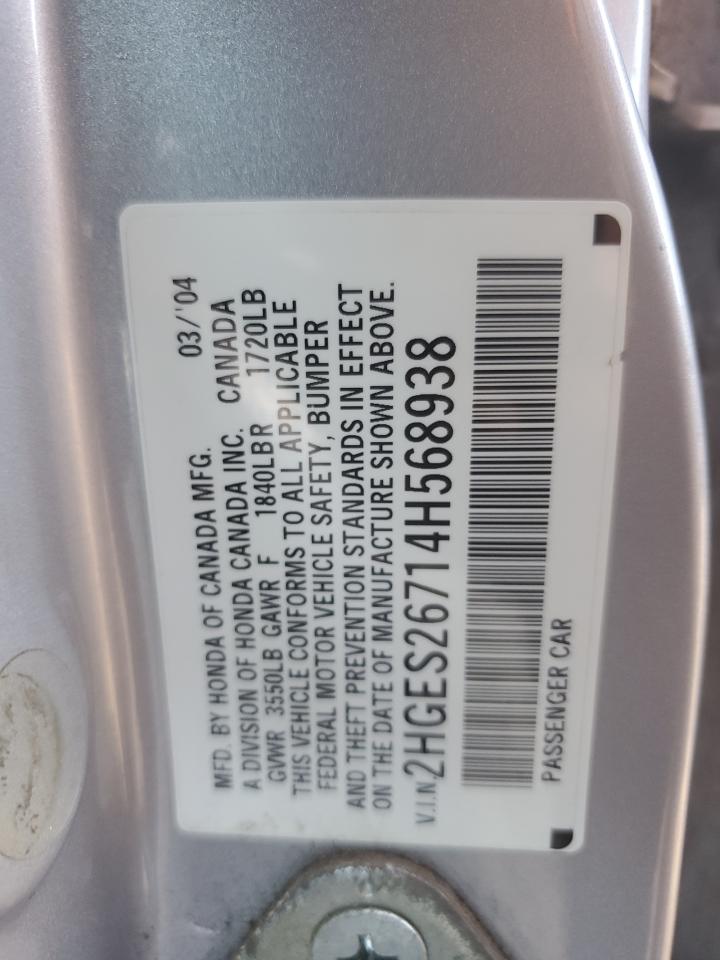 MFD. BY HONDA OF CANADA MFG. 03/'04
A DIVISION OF HONDA CANADA INC. CANADA
GVWR 3550LB GAWR F 1840LBR 1720LB
THIS VEHICLE CONFORMS TO ALL APPLICABLE
FEDERAL MOTOR VEHICLE SAFETY, BUMPER
AND THEFT PREVENTION STANDARDS IN EFFECT
ON THE DATE OF MANUFACTURE SHOWN ABOVE.
V.I.N 2HGES26714H568938
PASSENGER CAR